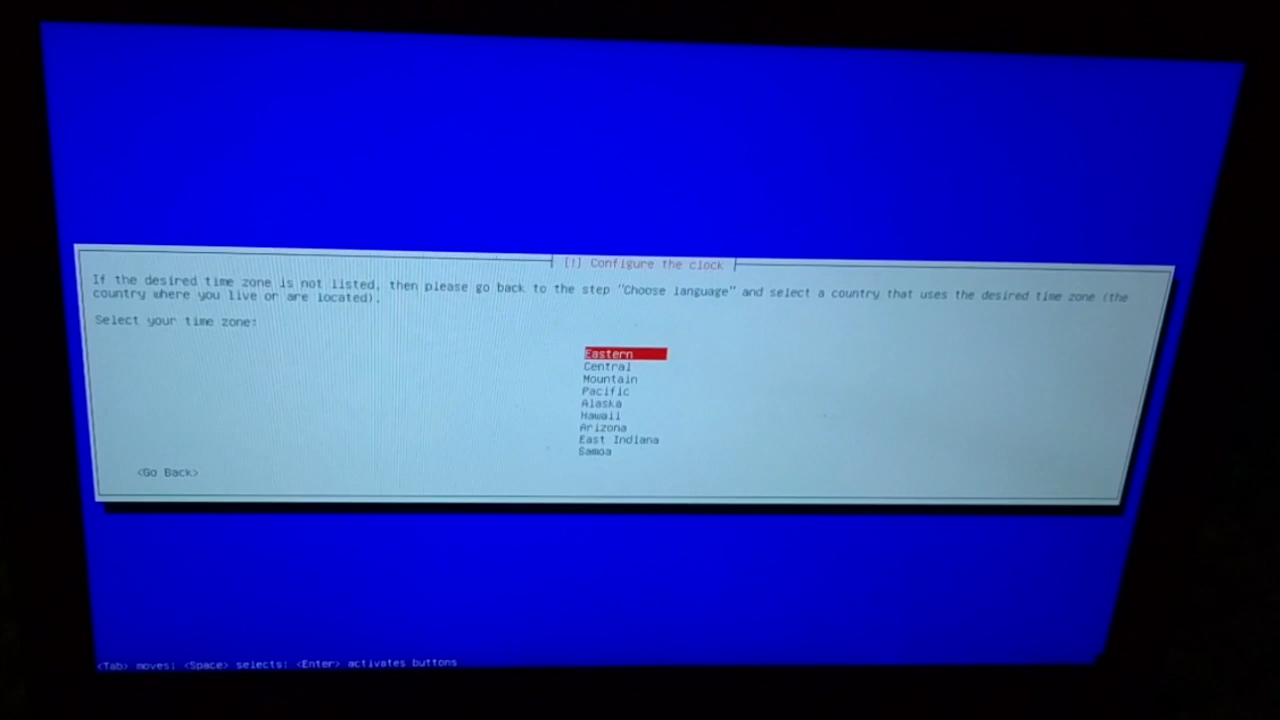 [!] Configure the clock
If the desired time zone is not listed, then please go back to the step "Choose language" and select a country that uses the desired time zone (the
country where you live or are located).
Select your time zone:
Eastern
Central
Mountain
Pacific
Alaska
Hawaii
Arizona
East Indiana
Samoa
<Go Back>
<Tab> moves; <Space> selects; <Enter> activates buttons